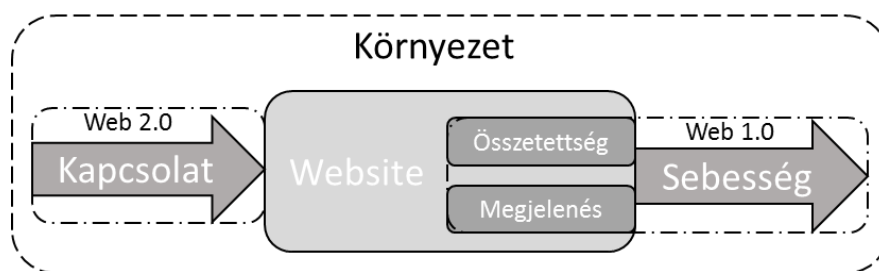 Környezet
Web 2.0
Kapcsolat
Website
Összetettség
Megjelenés
Web 1.0
Sebesség